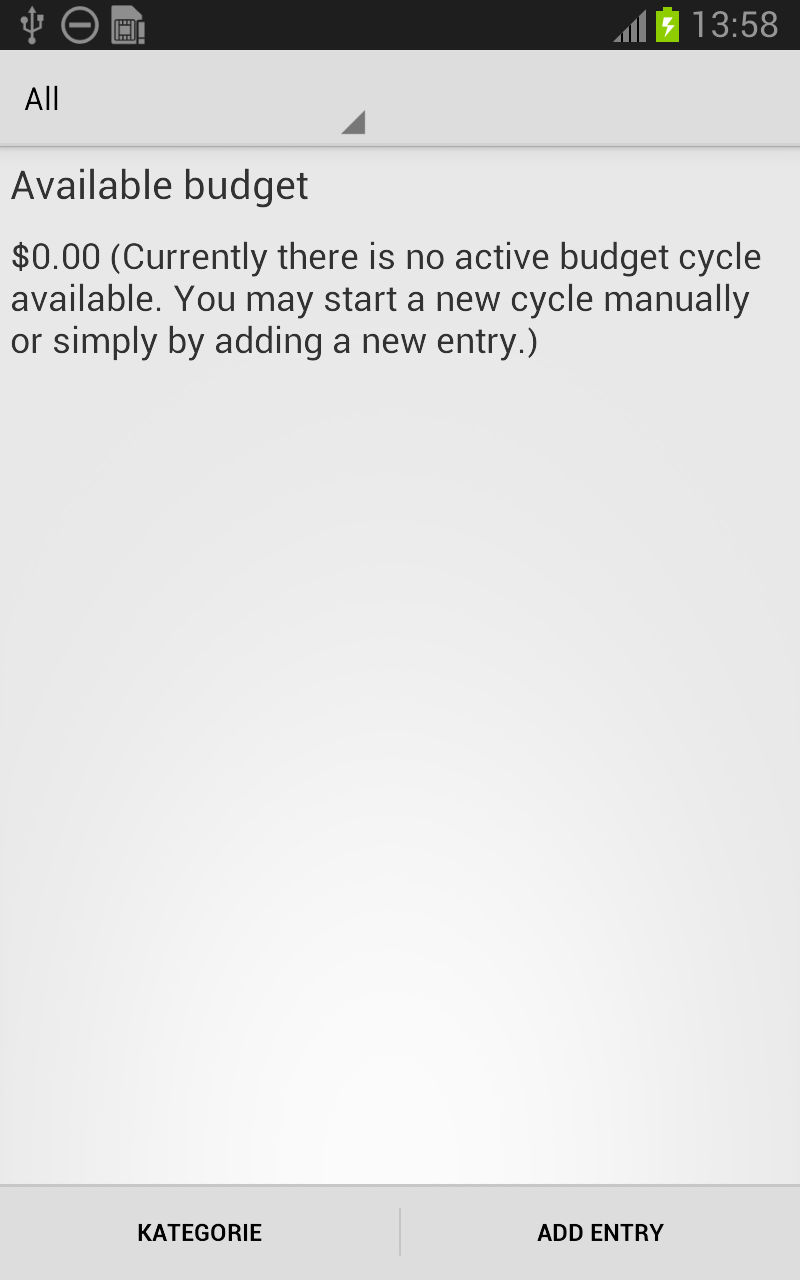 13:58
All
Available budget
$0.00 (Currently there is no active budget cycle
available. You may start a new cycle manually
or simply by adding a new entry.)
KATEGORIE
ADD ENTRY